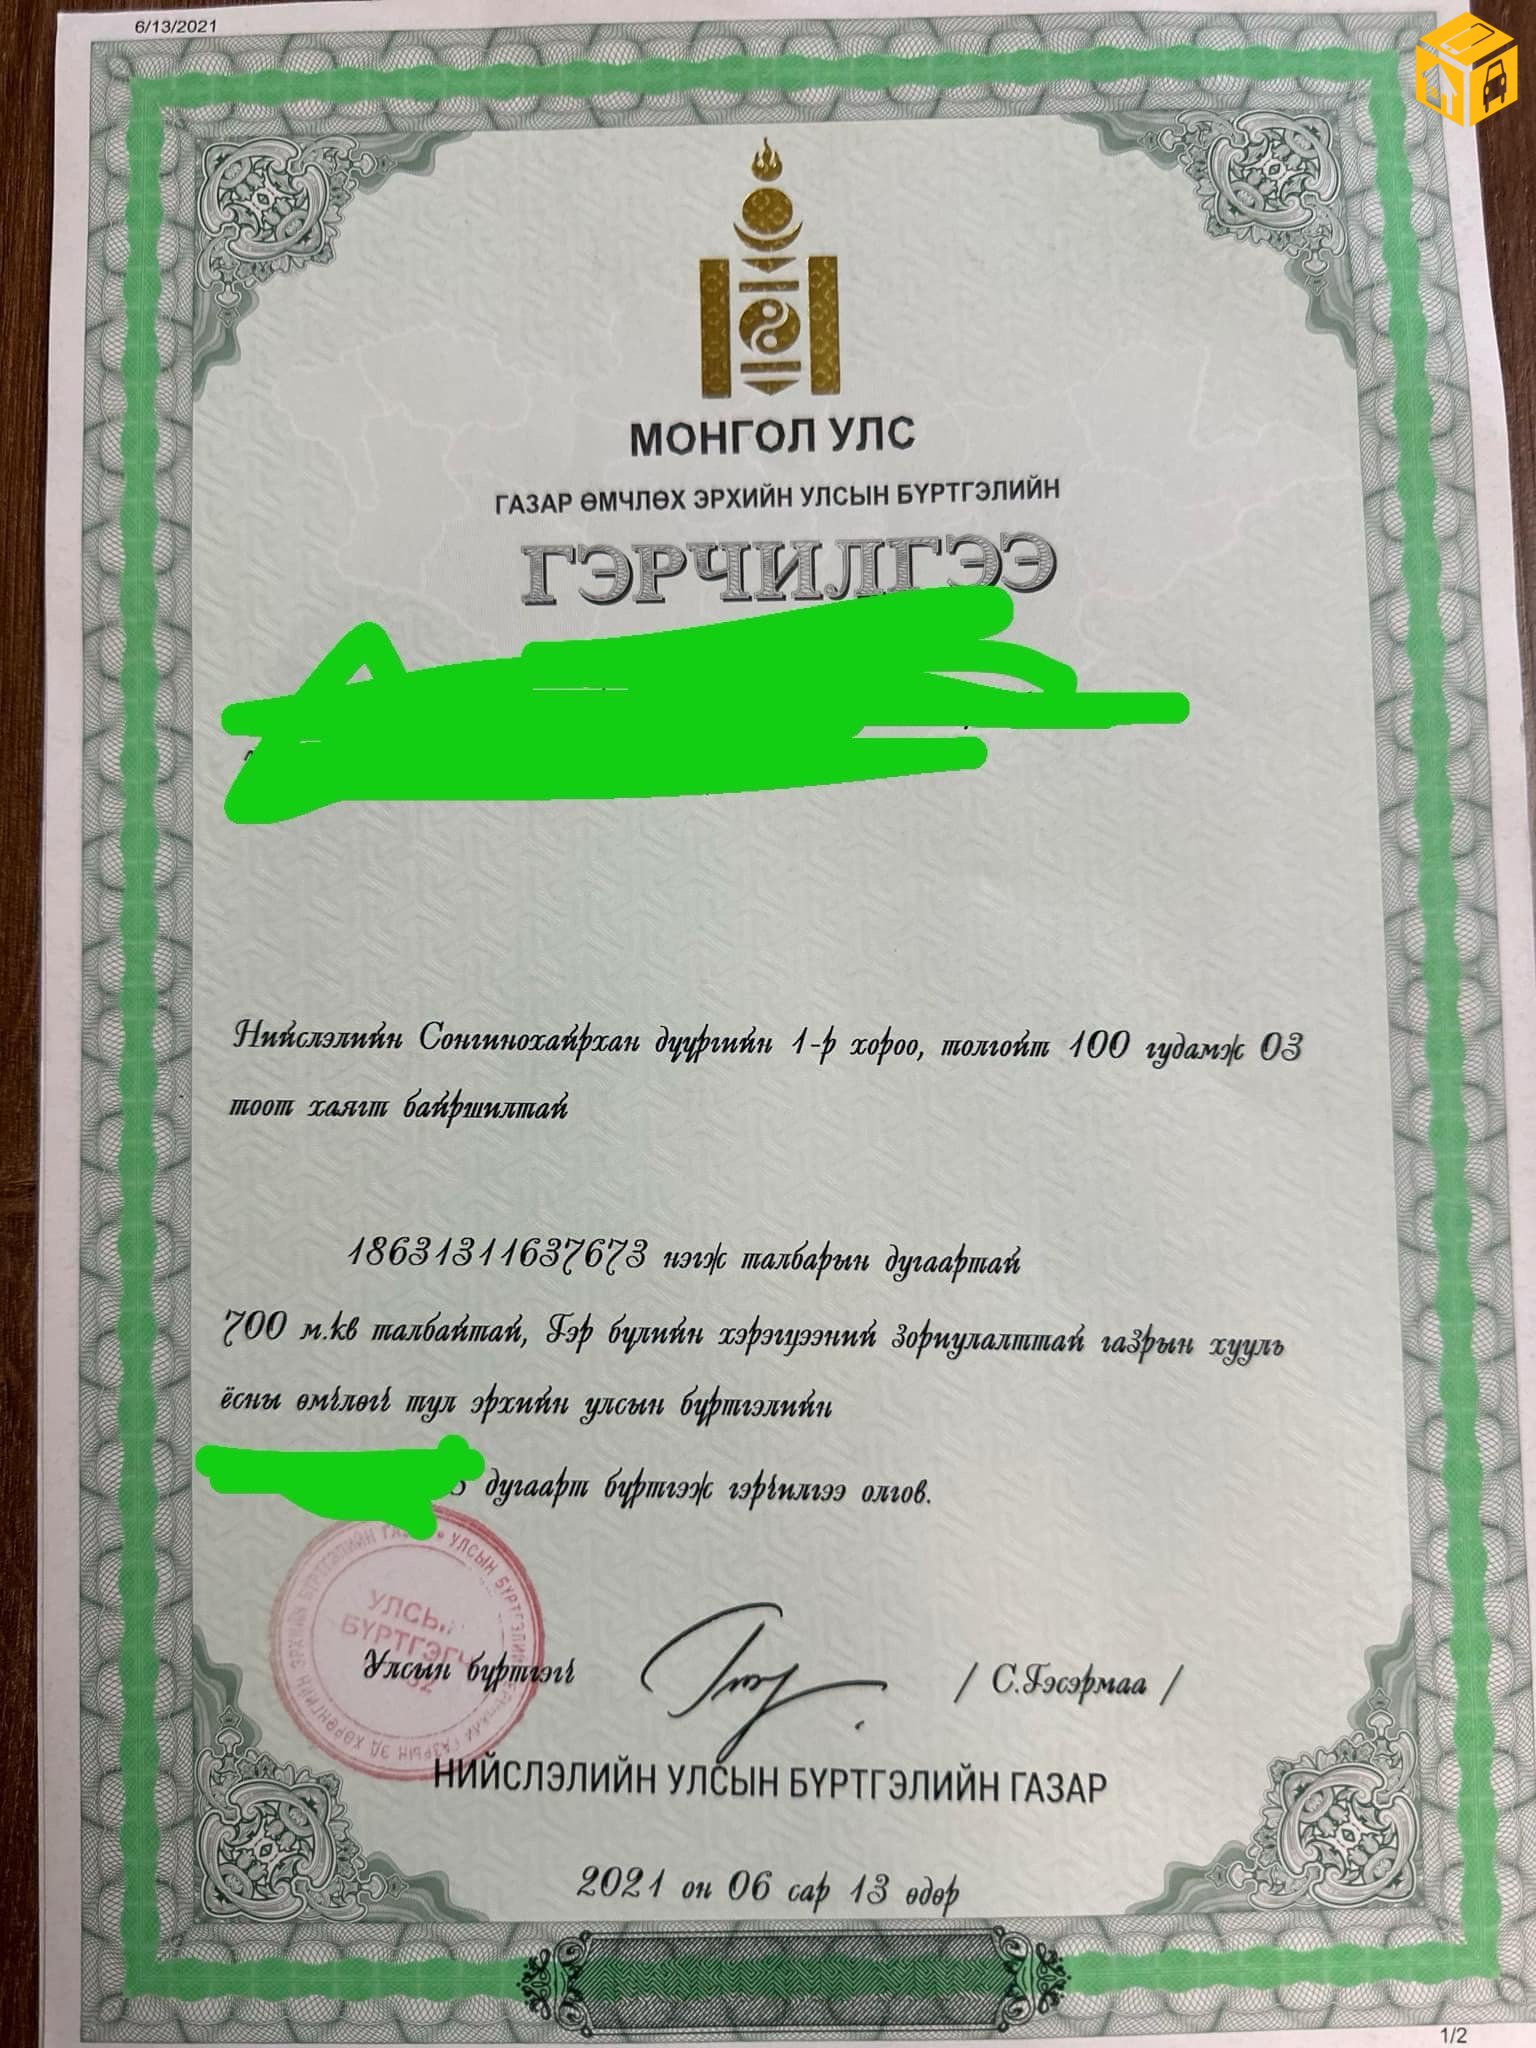 6/13/2021
МОНГОЛ УЛС
ГАЗАР ӨМЧЛӨХ ЭРХИЙН УЛСЫН БҮРТГЭЛИЙН
ГЭРЧИЛГЭЭ
Нийслэлийн Сонгинохайрхан дүүргийн 1-р хороо, толгойт 100 гудамж 03
тоот хаягт байршилтай
18631311637673 нэгж талбарын дугаартай
700 м.кв талбайтай, Гэр бүлийн хэрэгцээний зориулалттай газрын хууль
ёсны өмчлөгч тул эрхийн улсын бүртгэлийн
дугаарт бүртгэж гэрчилгээ олгов.
УЛСЫН
БҮРТГЭГЧ
Улсын бүртгэгч / С.Гэсэрмаа /
НИЙСЛЭЛИЙН УЛСЫН БҮРТГЭЛИЙН ГАЗАР
2021 он 06 сар 13 өдөр
1/2